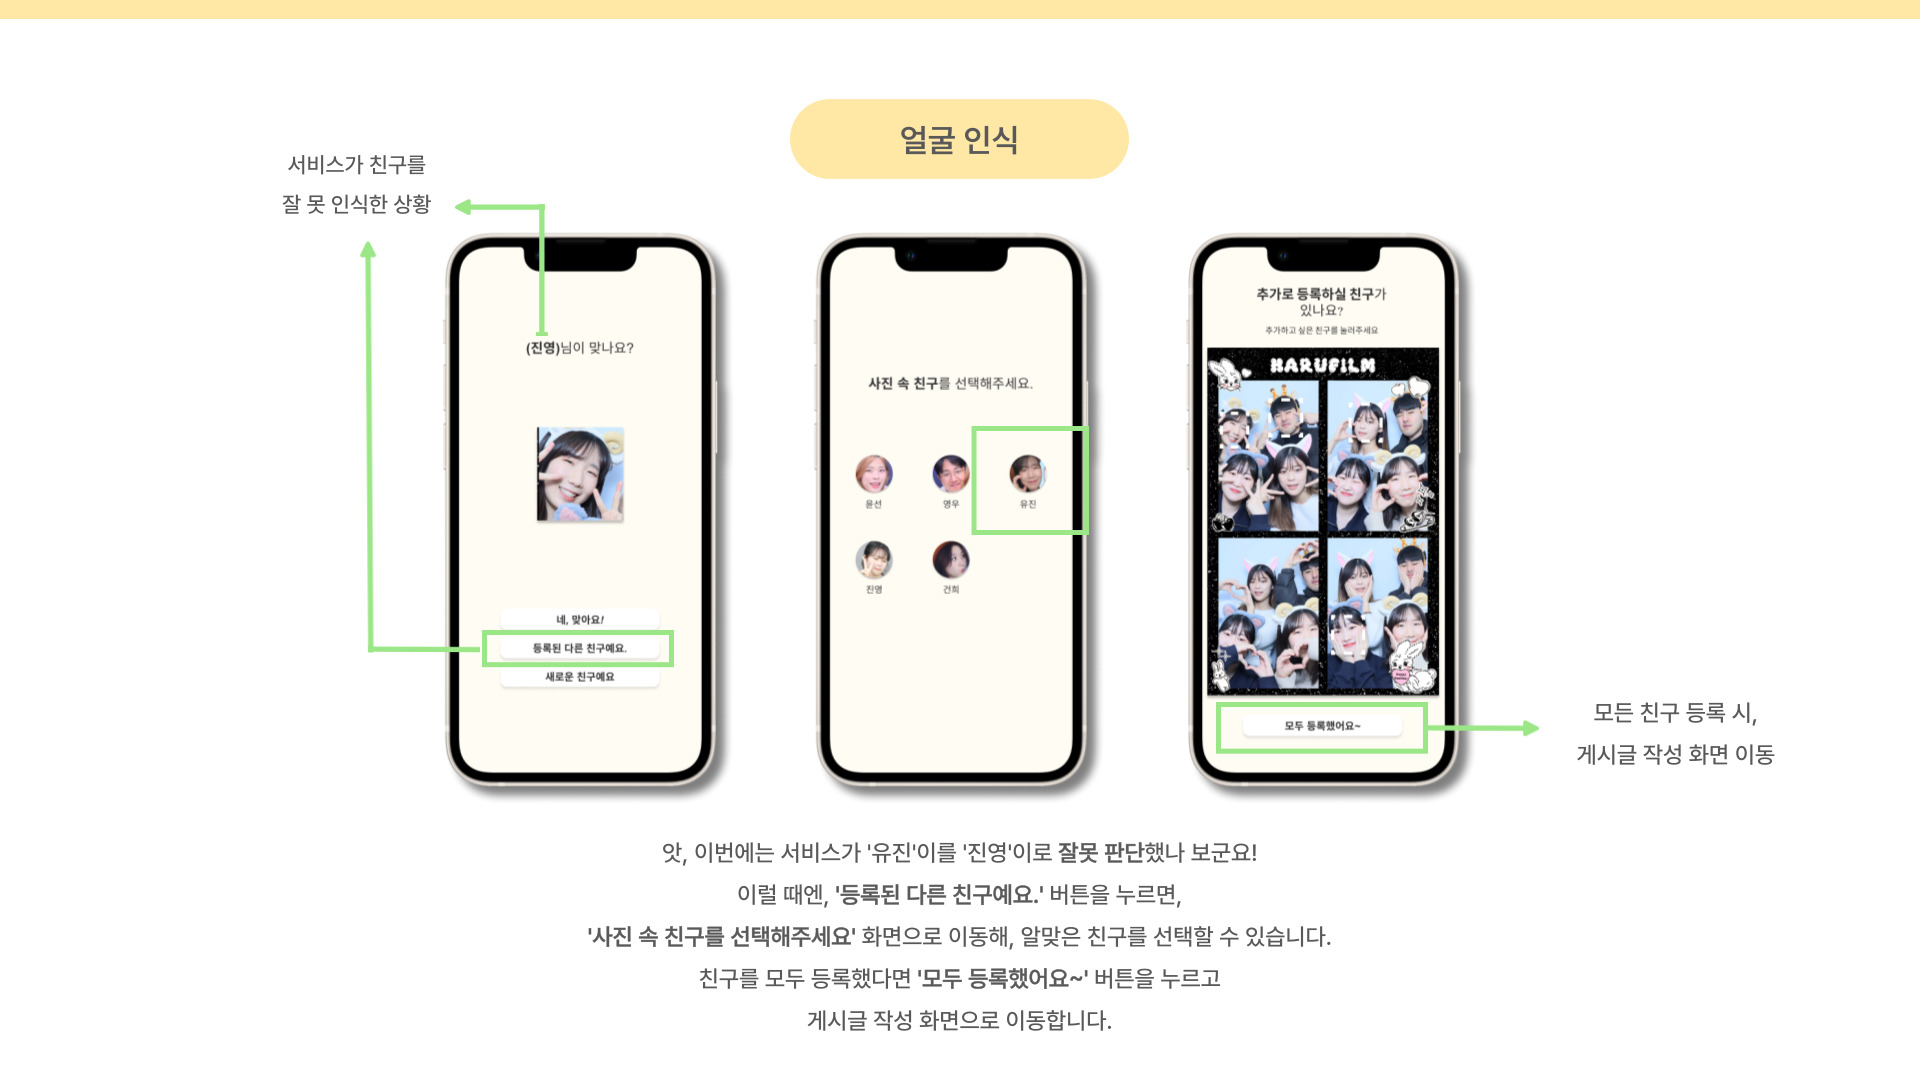 얼굴 인식
서비스가 친구를
잘 못 인식한 상황
(진영)님이 맞나요?
네, 맞아요!
등록된 다른 친구예요.
새로운 친구예요
사진 속 친구를 선택해주세요.
윤선
영우
유진
진영
건희
추가로 등록하실 친구가
있나요?
추가하고 싶은 친구를 눌러주세요
HARUFILM
모두 등록했어요~
모든 친구 등록 시,
게시글 작성 화면 이동
앗, 이번에는 서비스가 '유진'이를 '진영'이로 잘못 판단했나 보군요!
이럴 때엔, '등록된 다른 친구예요.' 버튼을 누르면,
'사진 속 친구를 선택해주세요' 화면으로 이동해, 알맞은 친구를 선택할 수 있습니다.
친구를 모두 등록했다면 '모두 등록했어요~' 버튼을 누르고
게시글 작성 화면으로 이동합니다.